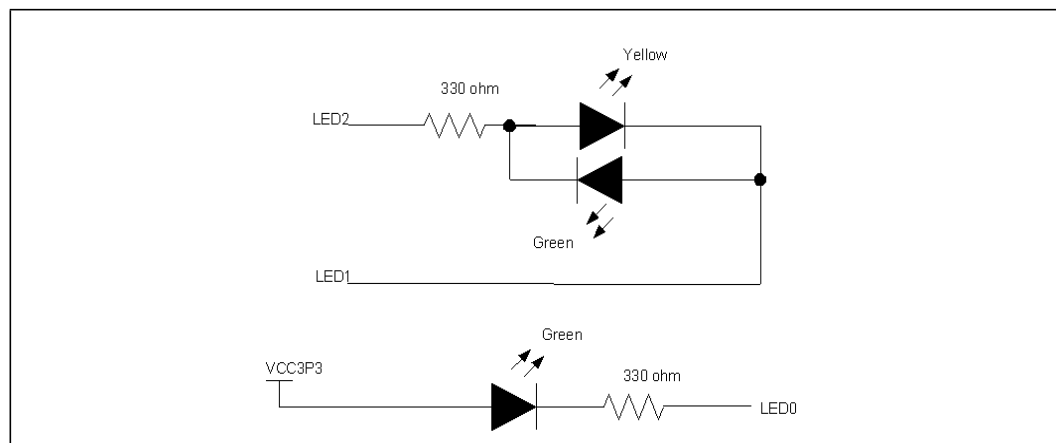 Yellow
330 ohm
LED2
Green
LED1
Green
VCC3P3
330 ohm
LED0